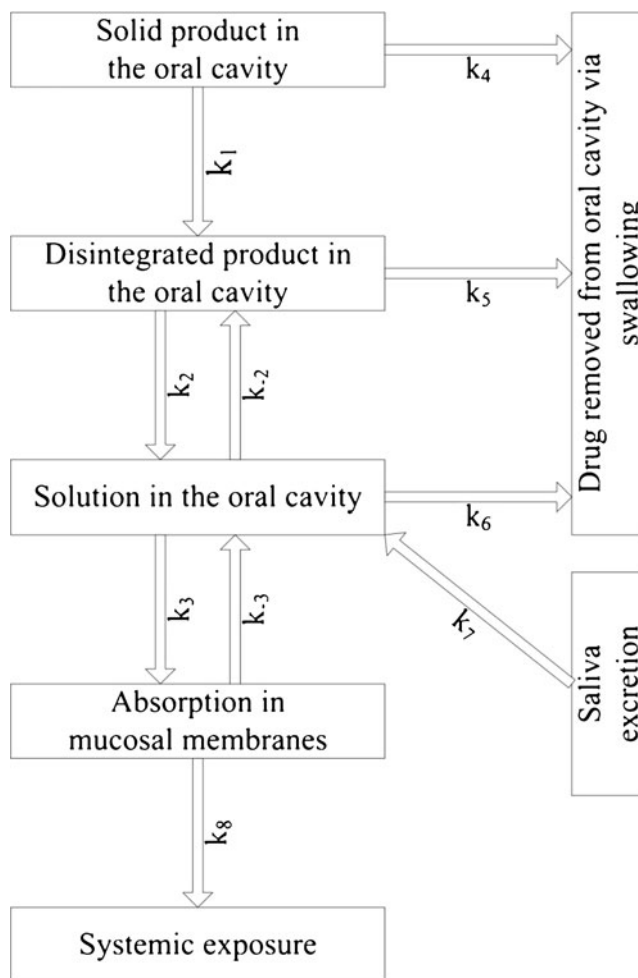 Solid product in
the oral cavity
k4
Drug removed from oral cavity via
swallowing
k1
Disintegrated product in
the oral cavity
k5
k2
k-2
Solution in the oral cavity
k6
k3
k-3
k7
Saliva
excretion
Absorption in
mucosal membranes
k8
Systemic exposure